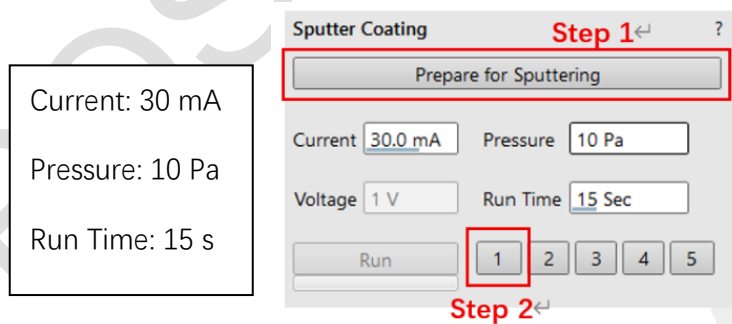 Current: 30 mA
Pressure: 10 Pa
Run Time: 15 s
Sputter Coating
Step 1↵
?
Prepare for Sputtering
Current 30.0 mA Pressure 10 Pa
Voltage 1 V Run Time 15 Sec
Run 1 2 3 4 5
Step 2↵